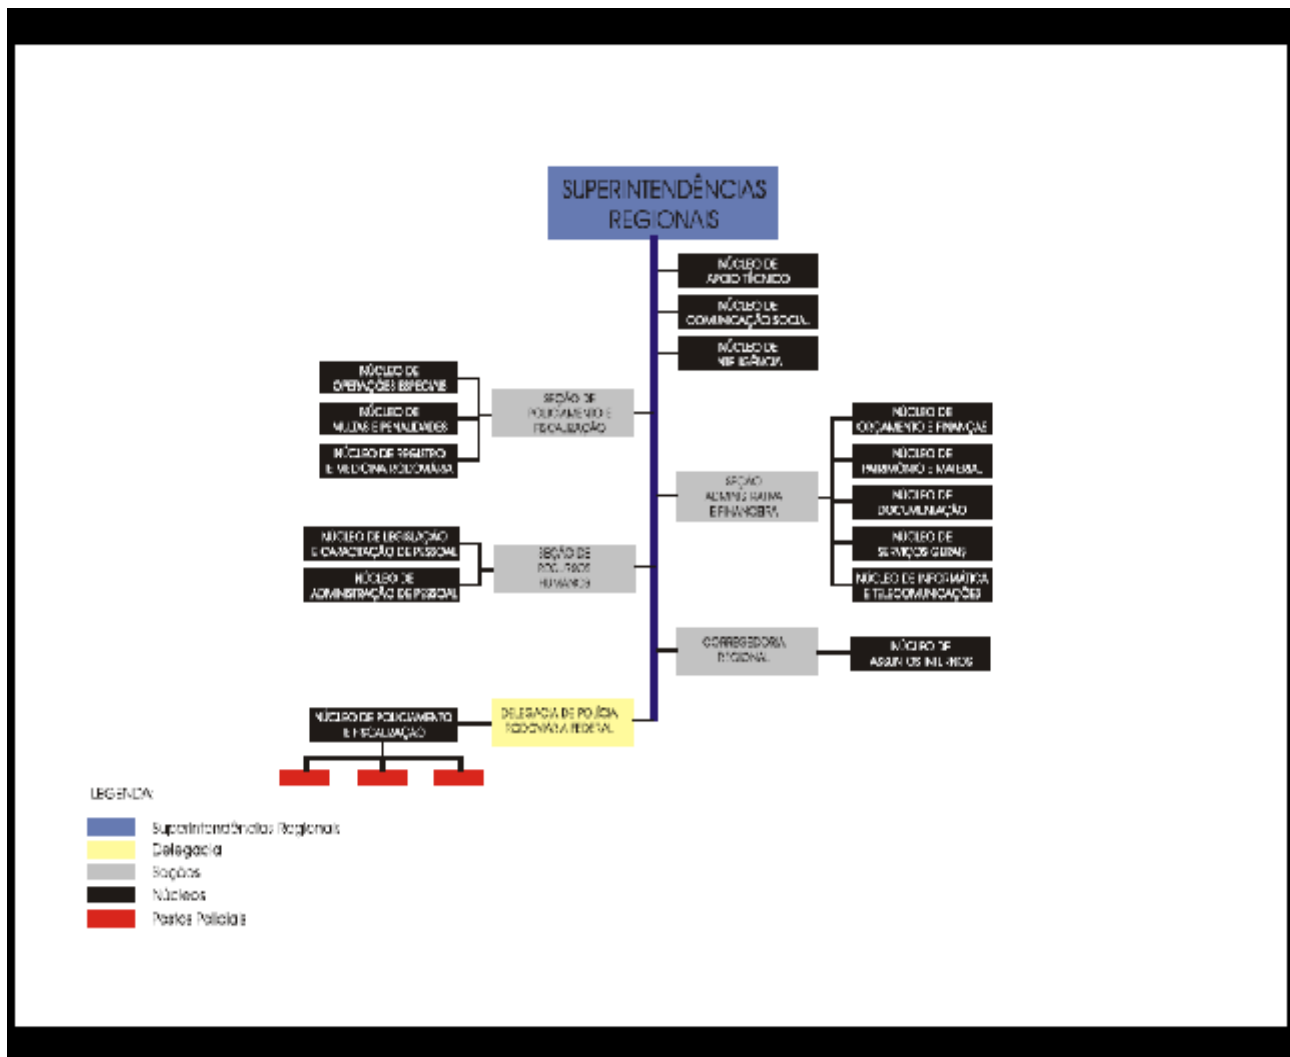 SUPERINTENDÊNCIAS
REGIONAIS
NÚCLEO DE
APOIO TÉCNICO
NÚCLEO DE
COMUNICAÇÃO SOCIAL
NÚCLEO DE
INTELIGÊNCIA
NÚCLEO DE
OPERAÇÕES ESPECIAIS
NÚCLEO DE
MULTAS E PENALIDADES
NÚCLEO DE REGISTRO
E MEDICINA RODOVIÁRIA
SEÇÃO DE
POLICIAMENTO E
FISCALIZAÇÃO
NÚCLEO DE
ORÇAMENTO E FINANÇAS
NÚCLEO DE
PATRIMÔNIO E MATERIAL
NÚCLEO DE
DOCUMENTAÇÃO
NÚCLEO DE
SERVIÇOS GERAIS
NÚCLEO DE INFORMÁTICA
E TELECOMUNICAÇÕES
SEÇÃO
ADMINISTRATIVA
E FINANCEIRA
NÚCLEO DE LEGISLAÇÃO
E CAPACITAÇÃO DE PESSOAL
NÚCLEO DE
ADMINISTRAÇÃO DE PESSOAL
SEÇÃO DE
RECURSOS
HUMANOS
CORREGEDORIA
REGIONAL
NÚCLEO DE
ASSUNTOS INTERNOS
NÚCLEO DE POLICIAMENTO
E FISCALIZAÇÃO
DELEGACIA DE POLÍCIA
RODOVIÁRIA FEDERAL
LEGENDA:
Superintendências Regionais
Delegacia
Seções
Núcleos
Postos Policiais